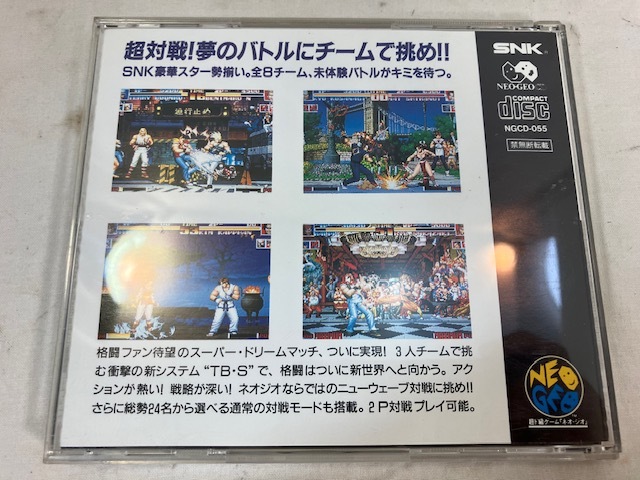 超対戦!夢のバトルにチームで挑め!!
SNK豪華スター勢揃い。全8チーム、未体験バトルがキミを待つ。
進行止め
格闘ファン待望のスーパー・ドリームマッチ、ついに実現! 3人チームで挑
む衝撃の新システム“TB・S”で、格闘はついに新世界へと向かう。アク
ションが熱い! 戦略が深い! ネオジオならではのニューウェーブ対戦に挑め!!
さらに総勢24名から選べる通常の対戦モードも搭載。2P対戦プレイ可能。
SNK®
NEO•GEO
COMPACT
disc
NGCD-055
禁無断転載
NEO
GEO
™